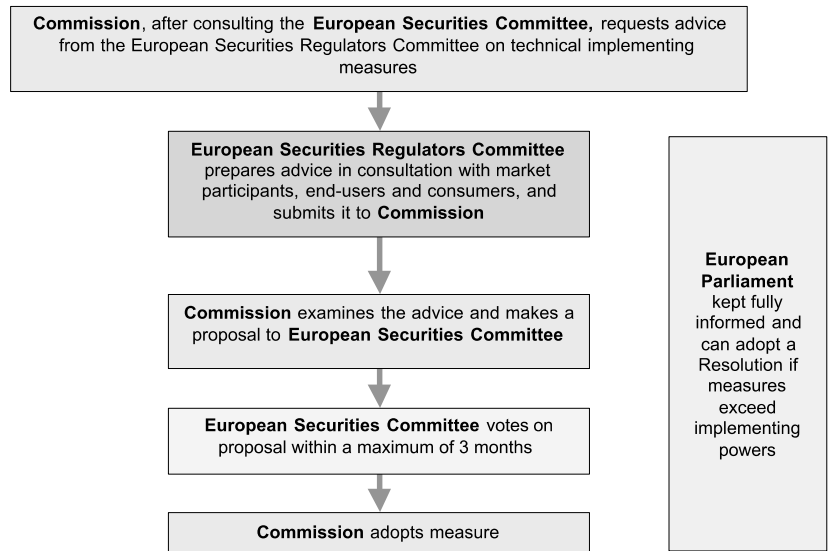 Commission, after consulting the European Securities Committee, requests advice
from the European Securities Regulators Committee on technical implementing
measures
European Securities Regulators Committee
prepares advice in consultation with market
participants, end-users and consumers, and
submits it to Commission
Commission examines the advice and makes a
proposal to European Securities Committee
European Securities Committee votes on
proposal within a maximum of 3 months
Commission adopts measure
European
Parliament
kept fully
informed and
can adopt a
Resolution if
measures
exceed
implementing
powers